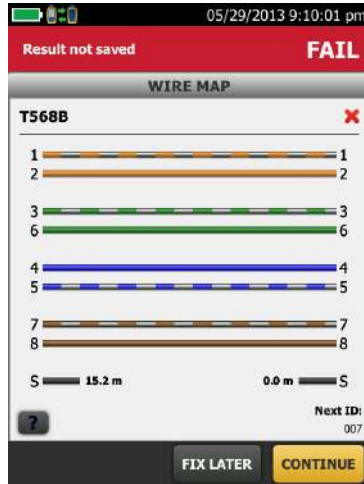 05/29/2013 9:10:01 pm
Result not saved FAIL
WIRE MAP
T568B
1 1
2 2
3 3
6 6
4 4
5 5
7 7
8 8
S 15.2 m 0.0 m S
Next ID:
? 007
FIX LATER CONTINUE